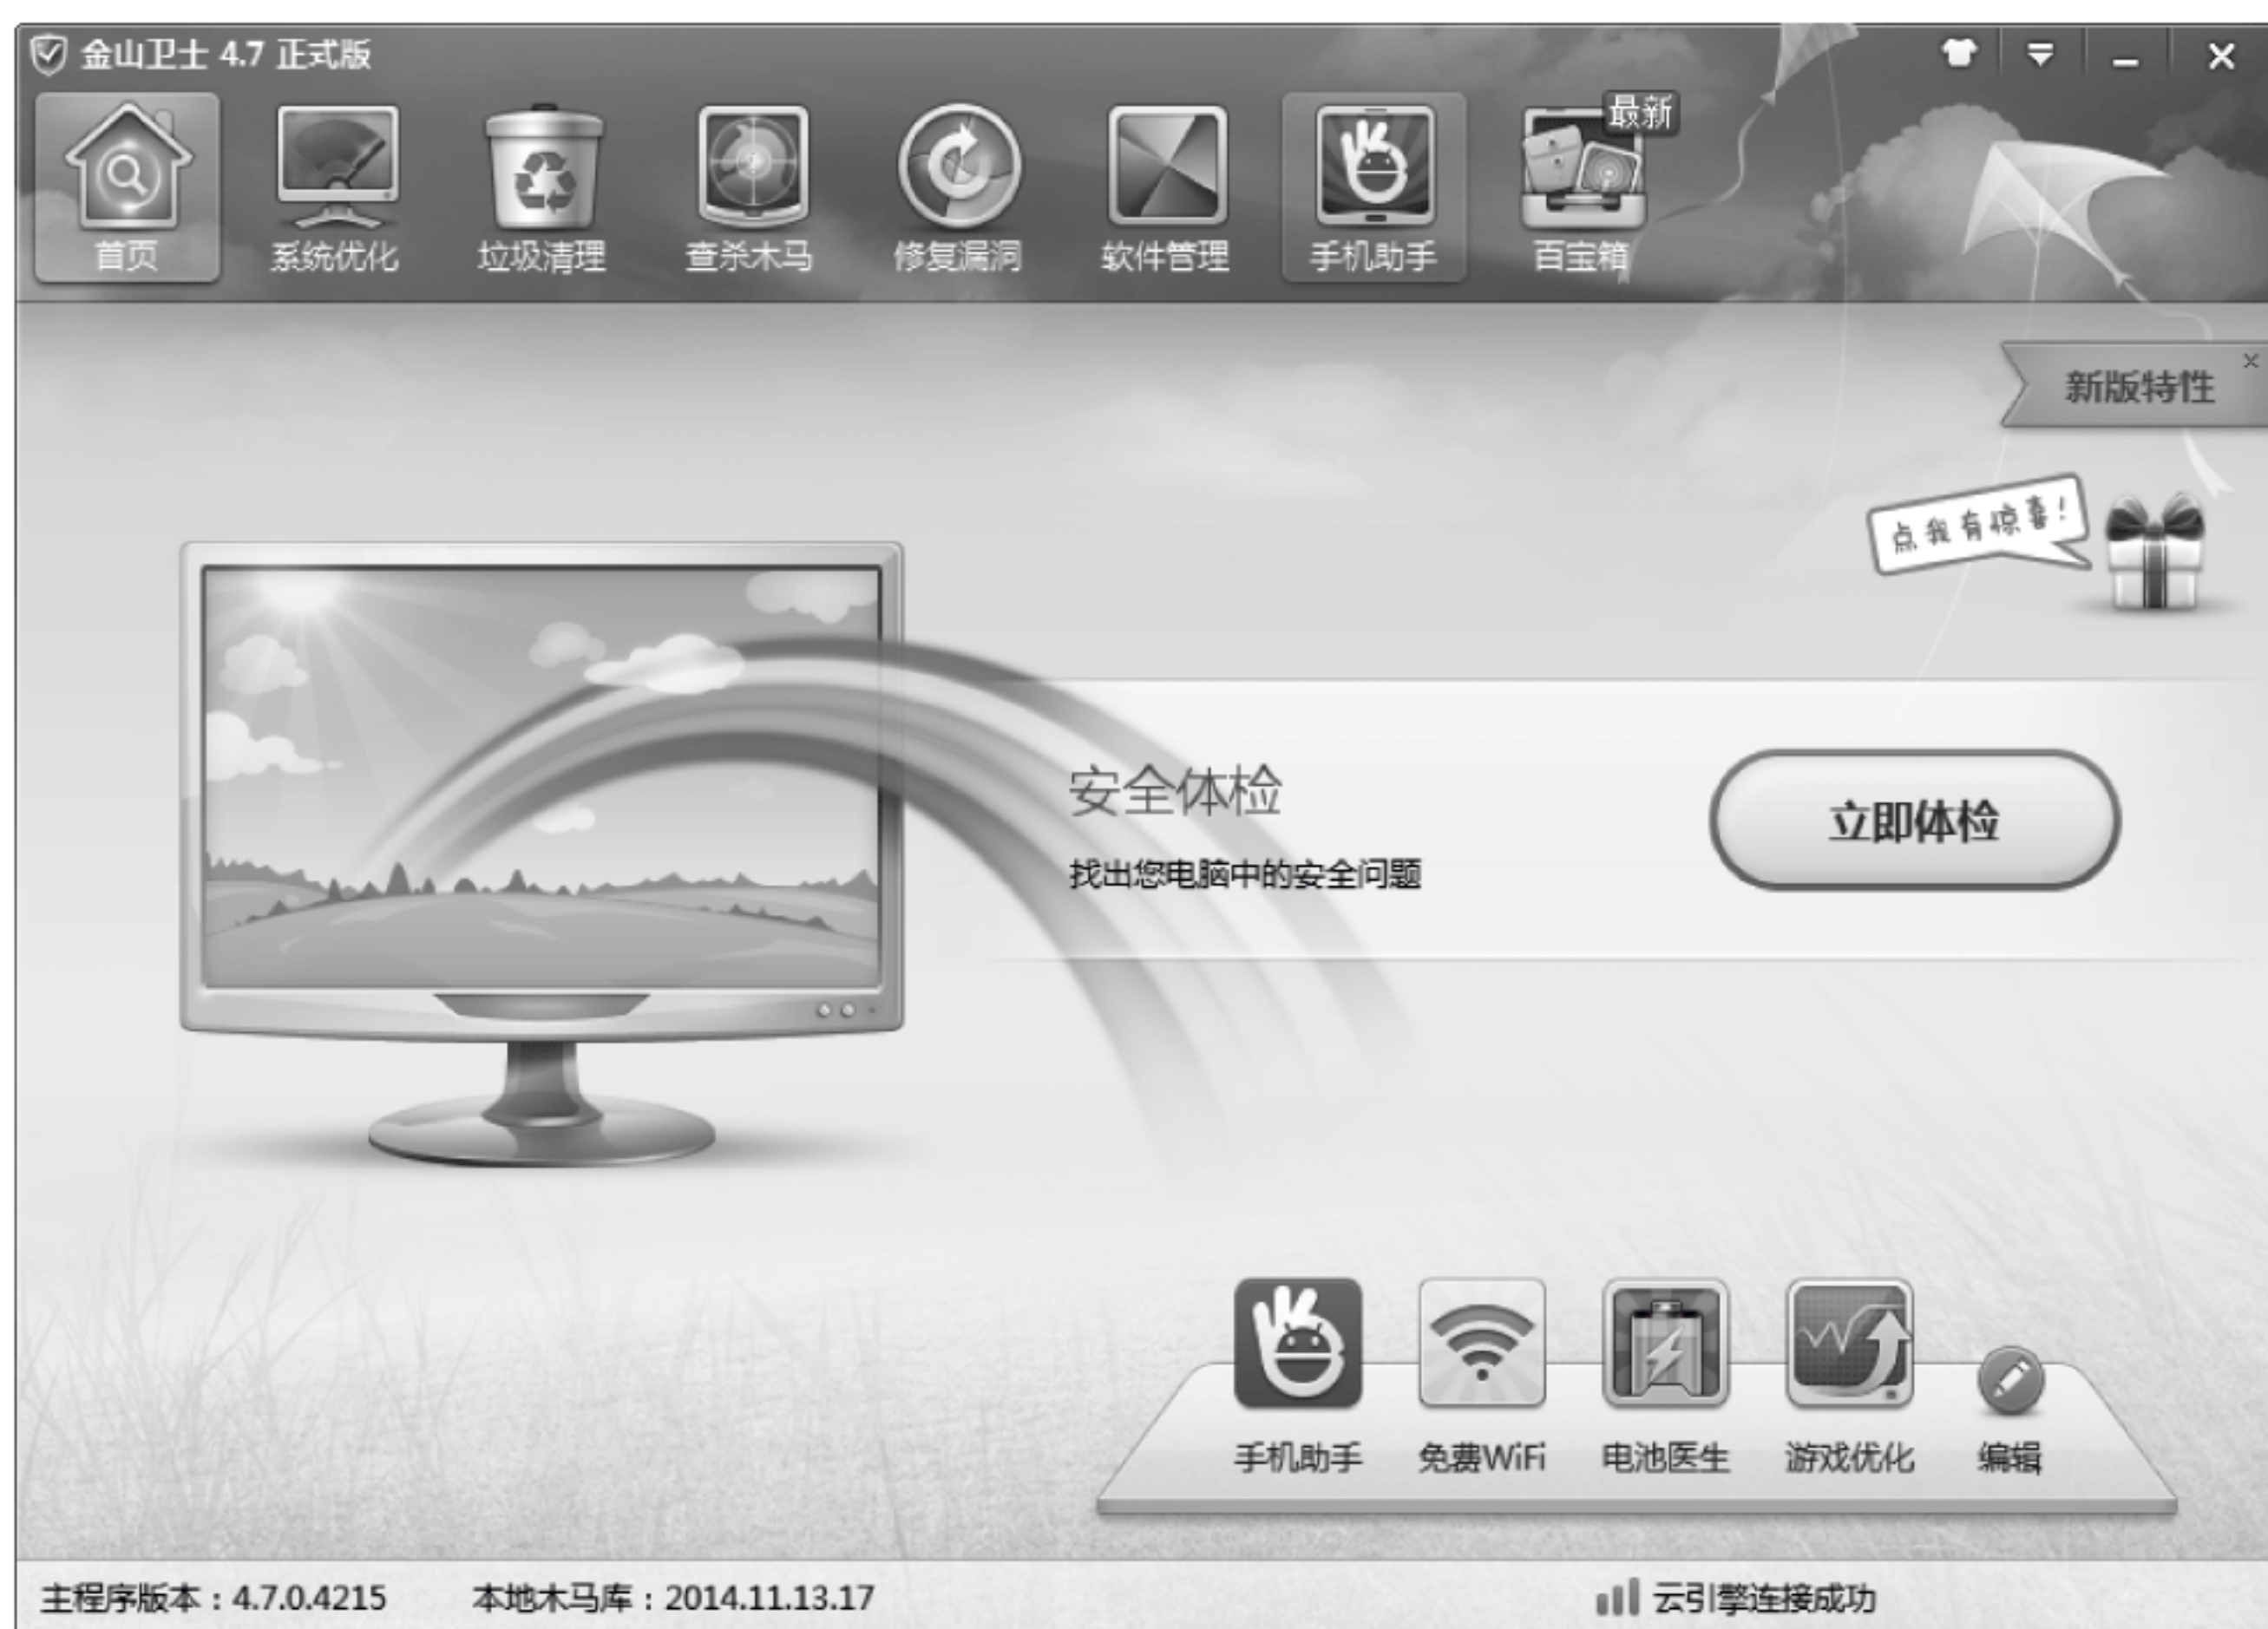 金山卫士 4.7 正式版
最新
首页 系统优化 垃圾清理 查杀木马 修复漏洞 软件管理 手机助手 百宝箱
新版特性
点我有惊喜!
安全体检
立即体检
找出您电脑中的安全问题
手机助手 免费WiFi 电池医生 游戏优化 编辑
主程序版本：4.7.0.4215 本地木马库：2014.11.13.17 云引擎连接成功